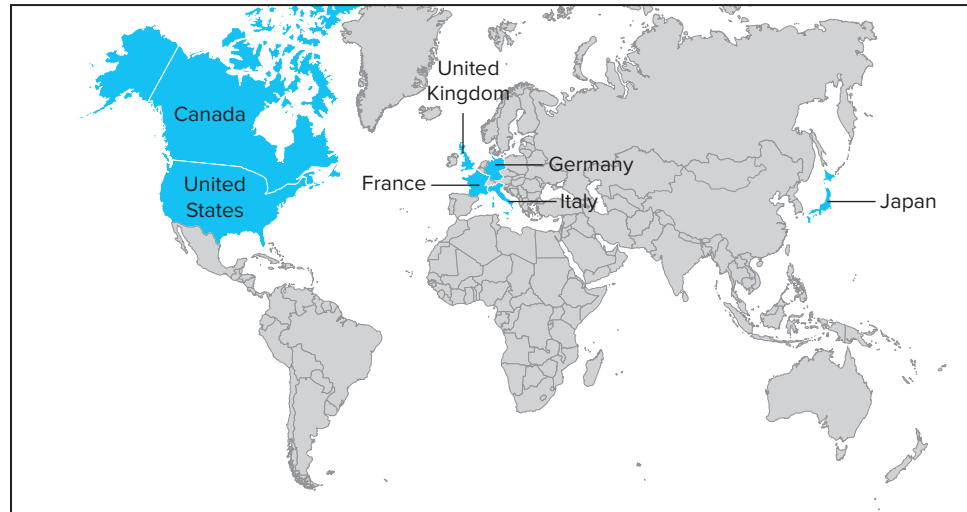 United
Kingdom
Canada
Germany
United
States
France
Italy
Japan